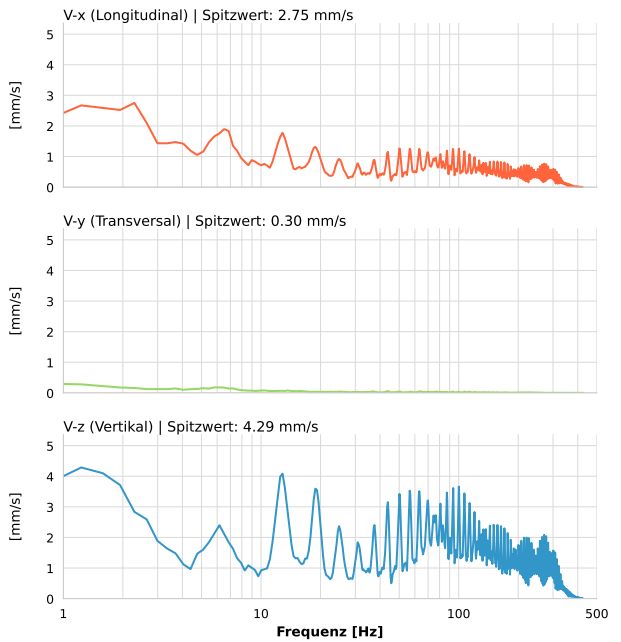 V-x (Longitudinal) | Spitzwert: 2.75 mm/s
[mm/s]
5
4
3
2
1
0
V-y (Transversal) | Spitzwert: 0.30 mm/s
[mm/s]
5
4
3
2
1
0
V-z (Vertikal) | Spitzwert: 4.29 mm/s
[mm/s]
5
4
3
2
1
0
1 10 100 500
Frequenz [Hz]